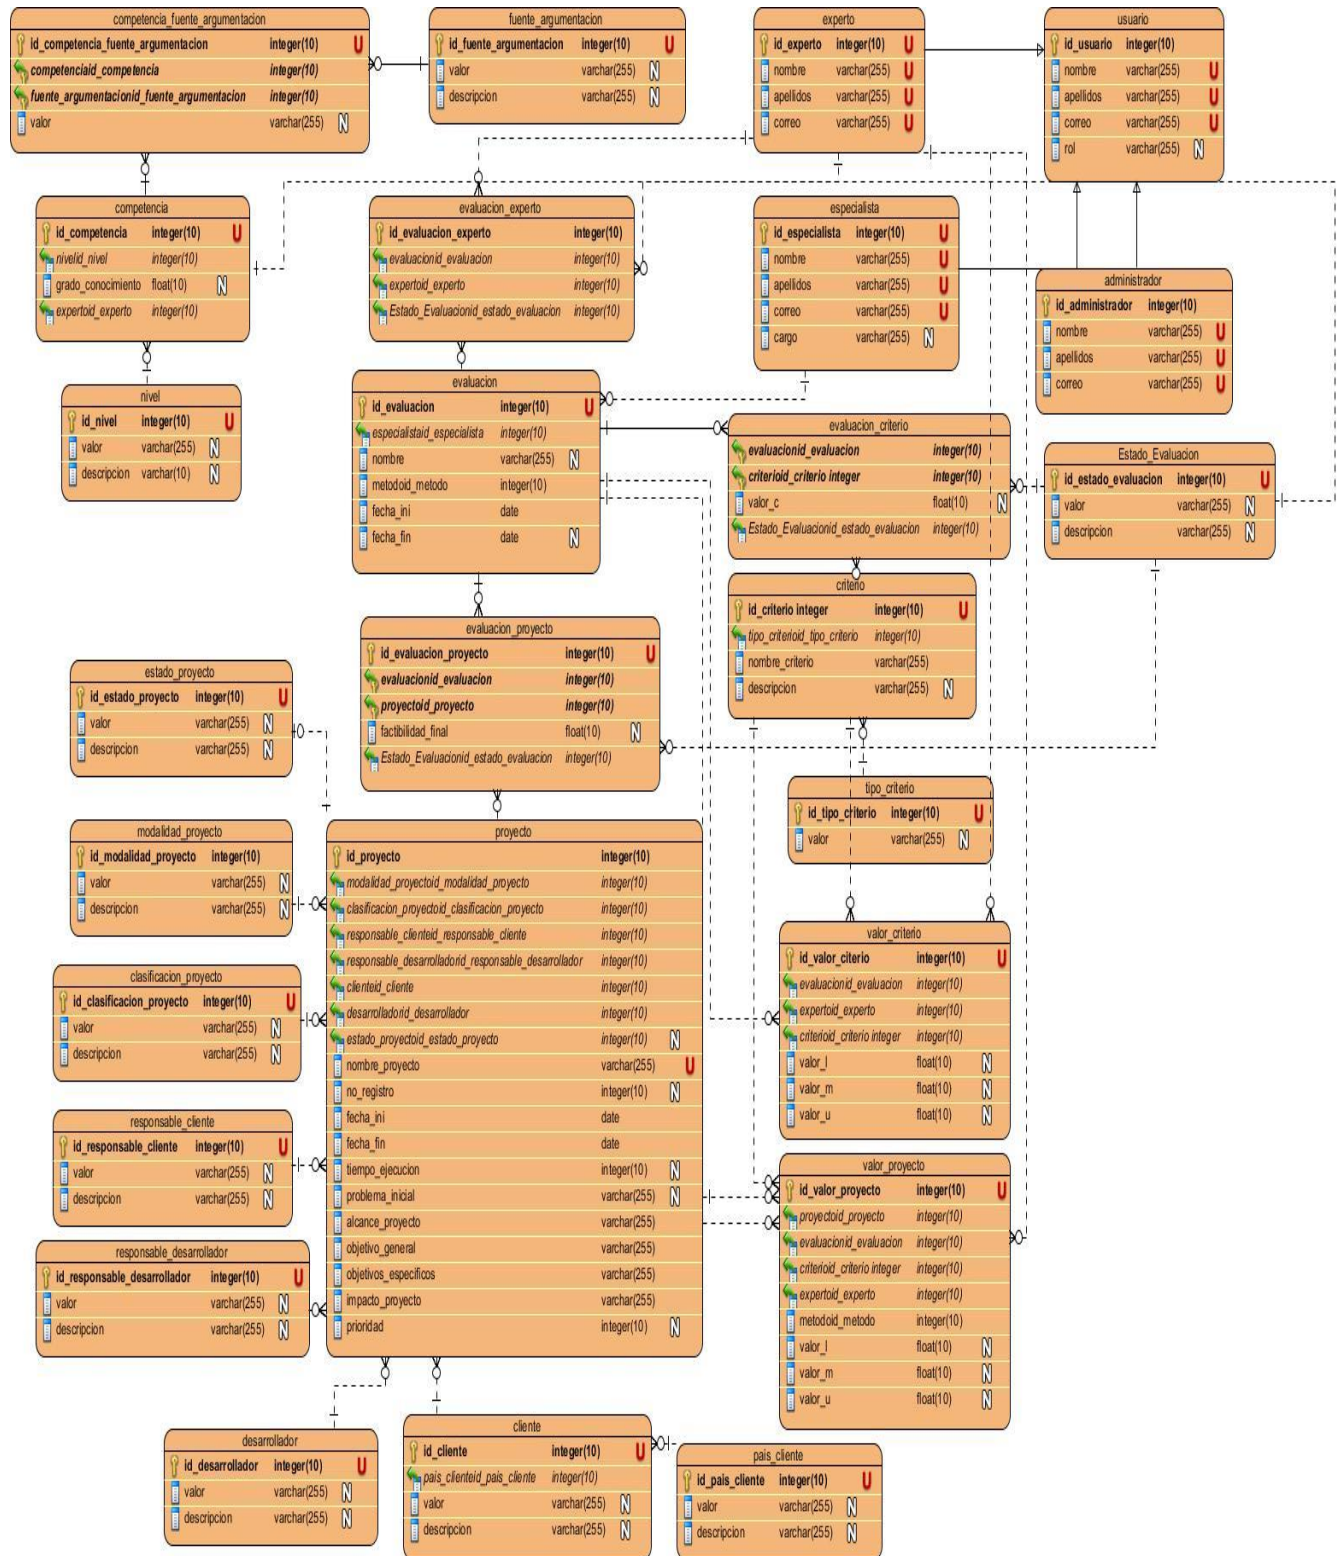 competencia_fuente_argumentacion
id_competencia_fuente_argumentacion integer(10) U
competenciaid_competencia integer(10)
fuente_argumentacionid_fuente_argumentacion integer(10)
valor varchar(255) N
fuente_argumentacion
id_fuente_argumentacion integer(10) U
valor varchar(255) N
descripcion varchar(255) N
experto
id_experto integer(10) U
nombre varchar(255) U
apellidos varchar(255) U
correo varchar(255) U
usuario
id_usuario integer(10)
nombre varchar(255) U
apellidos varchar(255) U
correo varchar(255) U
rol varchar(255) N
competencia
id_competencia integer(10) U
nivelid_nivel integer(10)
grado_conocimiento float(10) N
expertoid_experto integer(10)
evaluacion_experto
id_evaluacion_experto integer(10)
evaluacionid_evaluacion integer(10)
expertoid_experto integer(10)
Estado_Evaluacionid_estado_evaluacion integer(10)
especialista
id_especialista integer(10) U
nombre varchar(255) U
apellidos varchar(255) U
correo varchar(255) U
cargo varchar(255) N
administrador
id_administrador integer(10)
nombre varchar(255) U
apellidos varchar(255) U
correo varchar(255) U
nivel
id_nivel integer(10) U
valor varchar(255) N
descripcion varchar(10) N
evaluacion
id_evaluacion integer(10) U
especialistaid_especialista integer(10)
nombre varchar(255) N
metodoid_metodo integer(10)
fecha_ini date
fecha_fin date N
evaluacion_criterio
evaluacionid_evaluacion integer(10)
criterioid_criterio integer integer(10)
valor_c float(10) N
Estado_Evaluacionid_estado_evaluacion integer(10)
Estado_Evaluacion
id_estado_evaluacion integer(10) U
valor varchar(255) N
descripcion varchar(255) N
criterio
id_criterio integer integer(10) U
tipo_criterioid_tipo_criterio integer(10)
nombre_criterio varchar(255)
descripcion varchar(255) N
evaluacion_proyecto
id_evaluacion_proyecto integer(10) U
evaluacionid_evaluacion integer(10)
proyectoid_proyecto integer(10)
factibilidad_final float(10) N
Estado_Evaluacionid_estado_evaluacion integer(10)
estado_proyecto
id_estado_proyecto integer(10) U
valor varchar(255) N
descripcion varchar(255) N
tipo_criterio
id_tipo_criterio integer(10) U
valor varchar(255) N
modalidad_proyecto
id_modalidad_proyecto integer(10)
valor varchar(255) N
descripcion varchar(255) N
proyecto
id_proyecto integer(10)
modalidad_proyectoid_modalidad_proyecto integer(10)
clasificacion_proyectoid_clasificacion_proyecto integer(10)
responsable_clienteid_responsable_cliente integer(10)
responsable_desarrolladorid_responsable_desarrollador integer(10)
clienteid_cliente integer(10)
desarrolladorid_desarrollador integer(10)
estado_proyectoid_estado_proyecto integer(10) N
nombre_proyecto varchar(255) U
no_registro integer(10) N
fecha_ini date
fecha_fin date
tiempo_ejecucion integer(10) N
problema_inicial varchar(255) N
alcance_proyecto varchar(255)
objetivo_general varchar(255)
objetivos_especificos varchar(255)
impacto_proyecto varchar(255)
prioridad integer(10) N
clasificacion_proyecto
id_clasificacion_proyecto integer(10) U
valor varchar(255) N
descripcion varchar(255) N
valor_criterio
id_valor_citerio integer(10) U
evaluacionid_evaluacion integer(10)
expertoid_experto integer(10)
criterioid_criterio integer integer(10)
valor_l float(10) N
valor_m float(10) N
valor_u float(10) N
responsable_cliente
id_responsable_cliente integer(10) U
valor varchar(255) N
descripcion varchar(255) N
valor_proyecto
id_valor_proyecto integer(10) U
proyectoid_proyecto integer(10)
evaluacionid_evaluacion integer(10)
criterioid_criterio integer integer(10)
expertoid_experto integer(10)
metodoid_metodo integer(10)
valor_l float(10) N
valor_m float(10) N
valor_u float(10) N
responsable_desarrollador
id_responsable_desarrollador integer(10) U
valor varchar(255) N
descripcion varchar(255) N
desarrollador
id_desarrollador integer(10) U
valor varchar(255) N
descripcion varchar(255) N
cliente
id_cliente integer(10) U
pais_clienteid_pais_cliente integer(10)
valor varchar(255) N
descripcion varchar(255) N
pais_cliente
id_pais_cliente integer(10) U
valor varchar(255) N
descripcion varchar(255) N